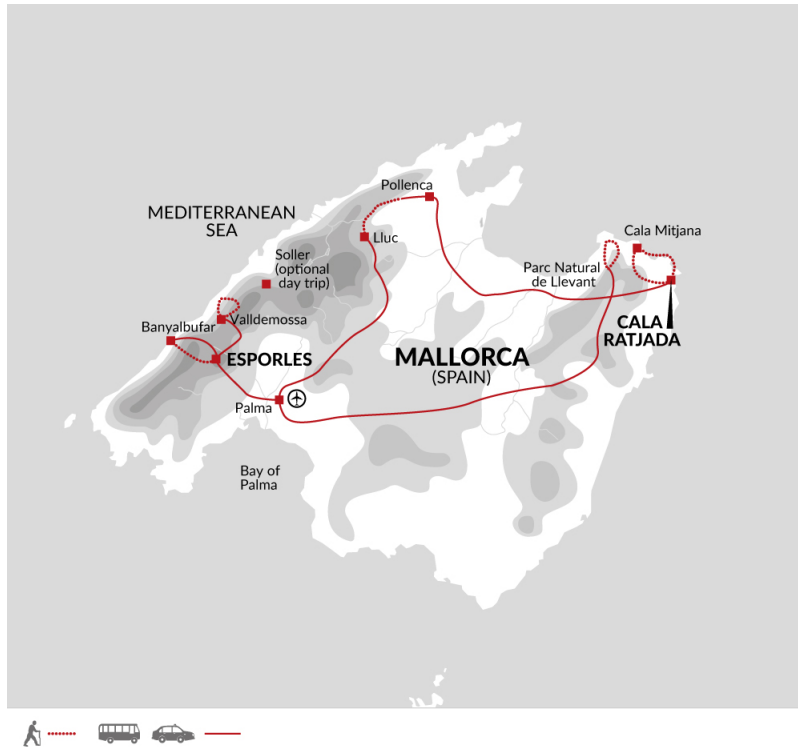 Pollenca
MEDITERRANEAN
SEA
Lluc
Cala Mitjana
Soller
(optional
day trip)
Parc Natural
de Llevant
Valldemossa
Banyalbufar
CALA
RATJADA
ESPORLES
MALLORCA
(SPAIN)
Palma
Bay of
Palma